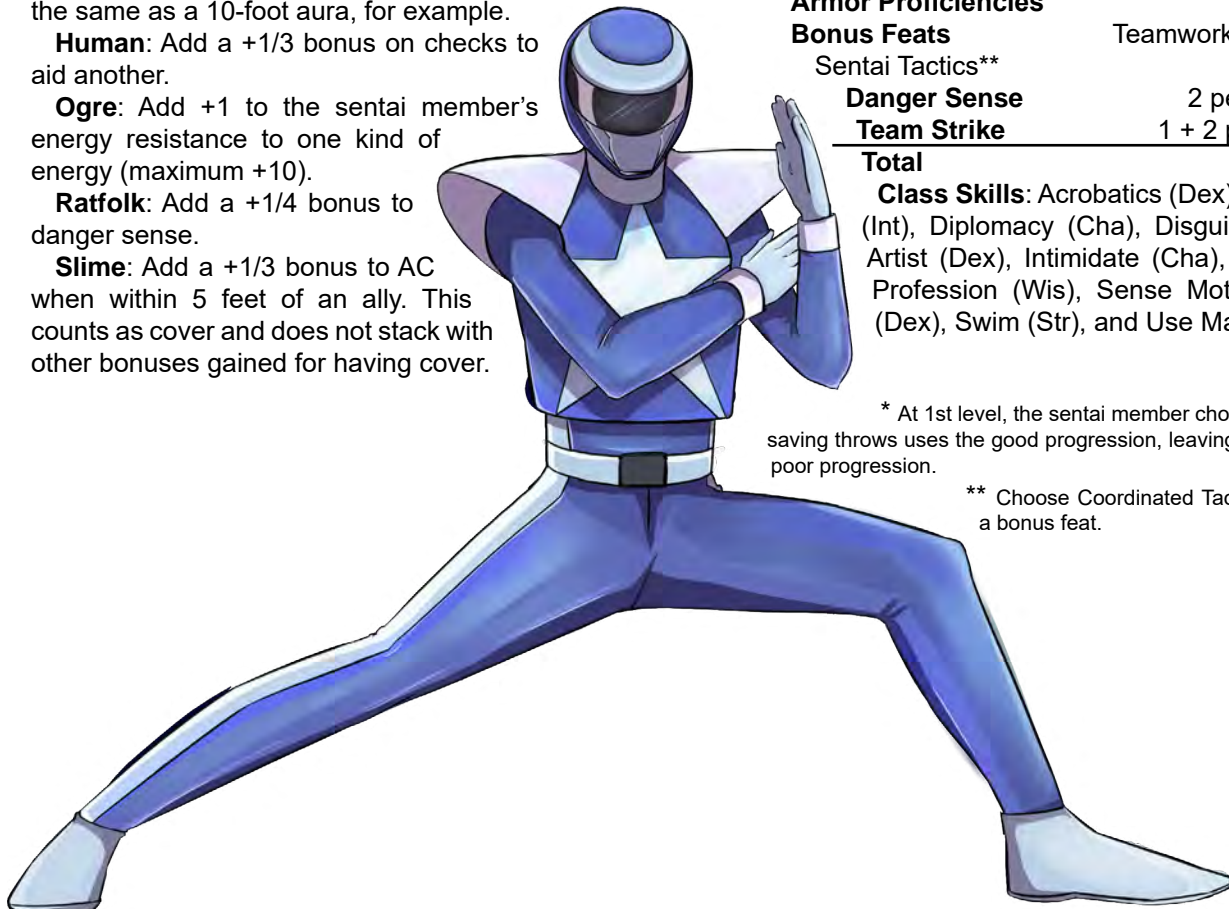 the same as a 10-foot aura, for example.
Human: Add a +1/3 bonus on checks to
aid another.
Ogre: Add +1 to the sentai member's
energy resistance to one kind of
energy (maximum +10).
Ratfolk: Add a +1/4 bonus to
danger sense.
Slime: Add a +1/3 bonus to AC
when within 5 feet of an ally. This
counts as cover and does not stack with
other bonuses gained for having cover.
Armor Proficiencies
Bonus Feats Teamwork
Sentai Tactics**
Danger Sense 2 pe
Team Strike 1 + 2 p
Total
Class Skills: Acrobatics (Dex)
(Int), Diplomacy (Cha), Disgui
Artist (Dex), Intimidate (Cha),
Profession (Wis), Sense Mot
(Dex), Swim (Str), and Use Ma
* At 1st level, the sentai member cho
saving throws uses the good progression, leaving
poor progression.
** Choose Coordinated Tac
a bonus feat.